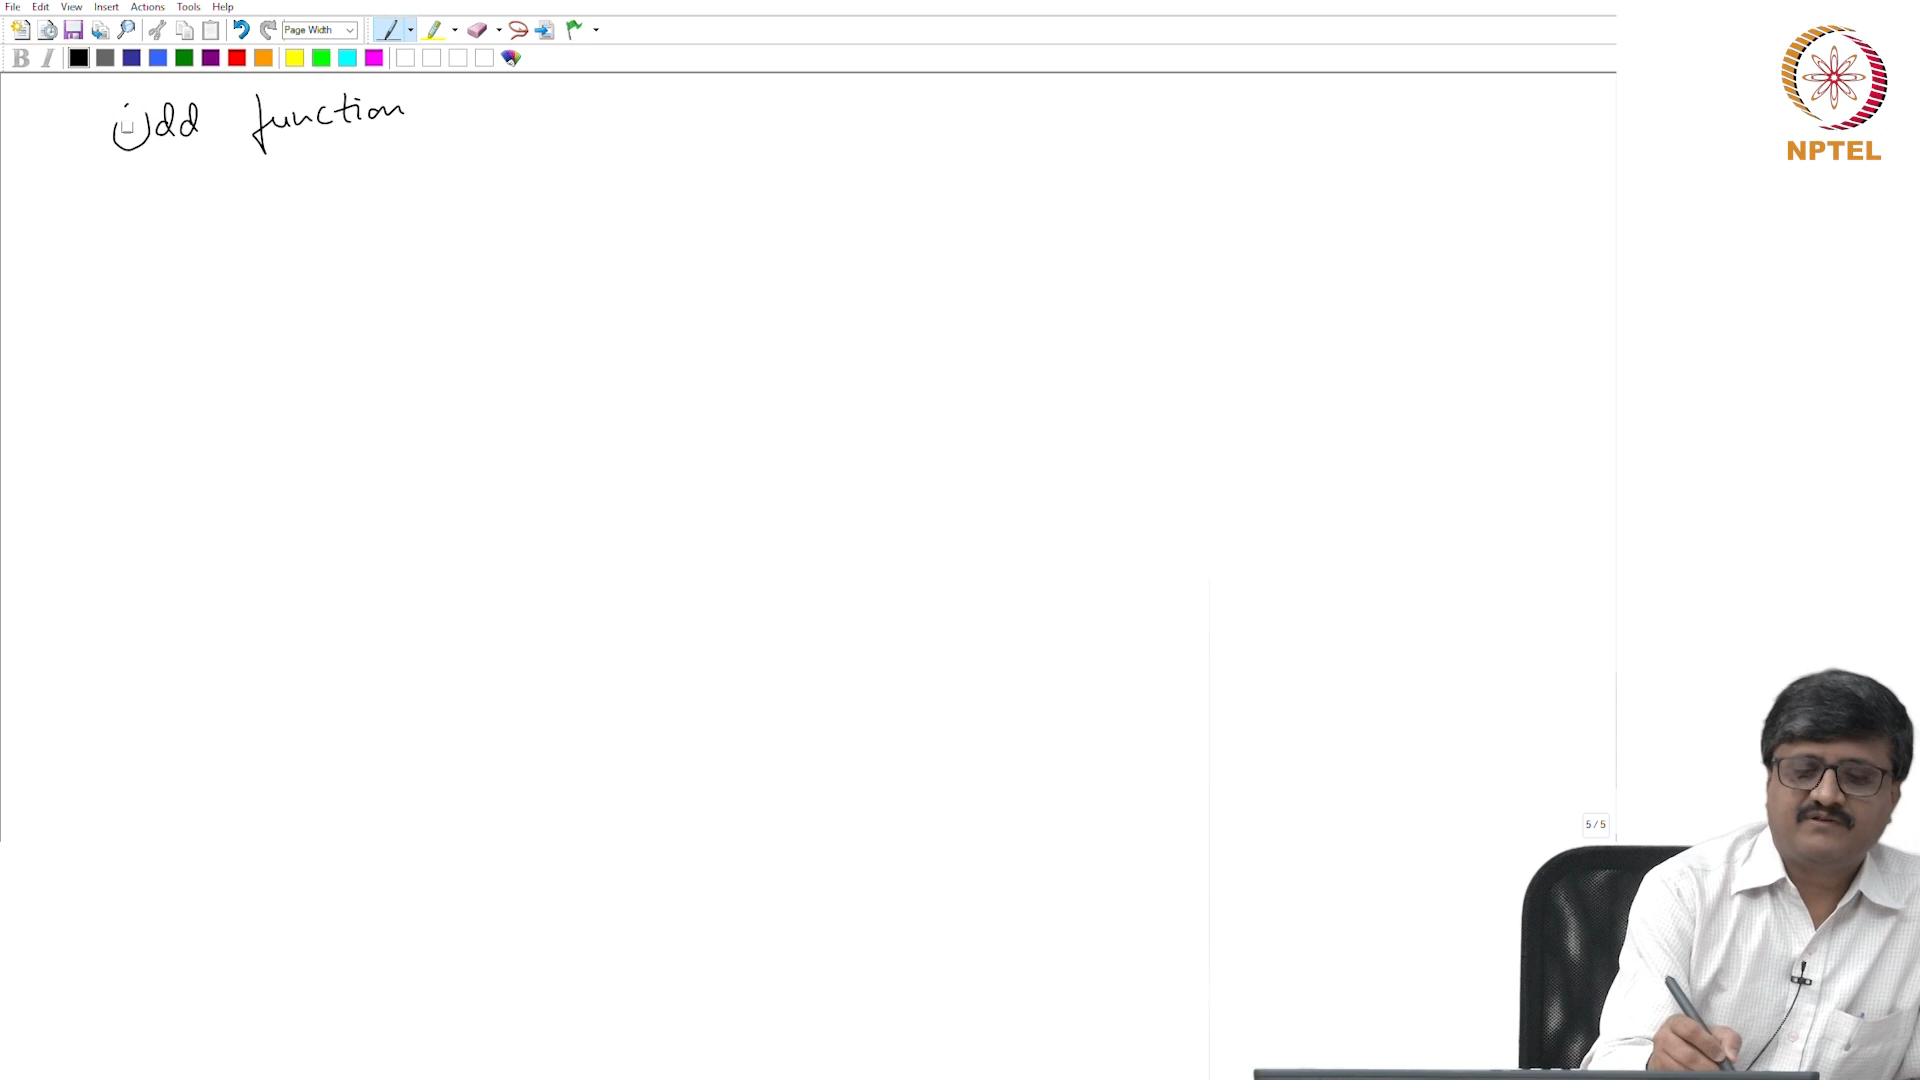 File Edit View Insert Actions Tools Help
Page Width
B I
Odd function
NPTEL
5 / 5